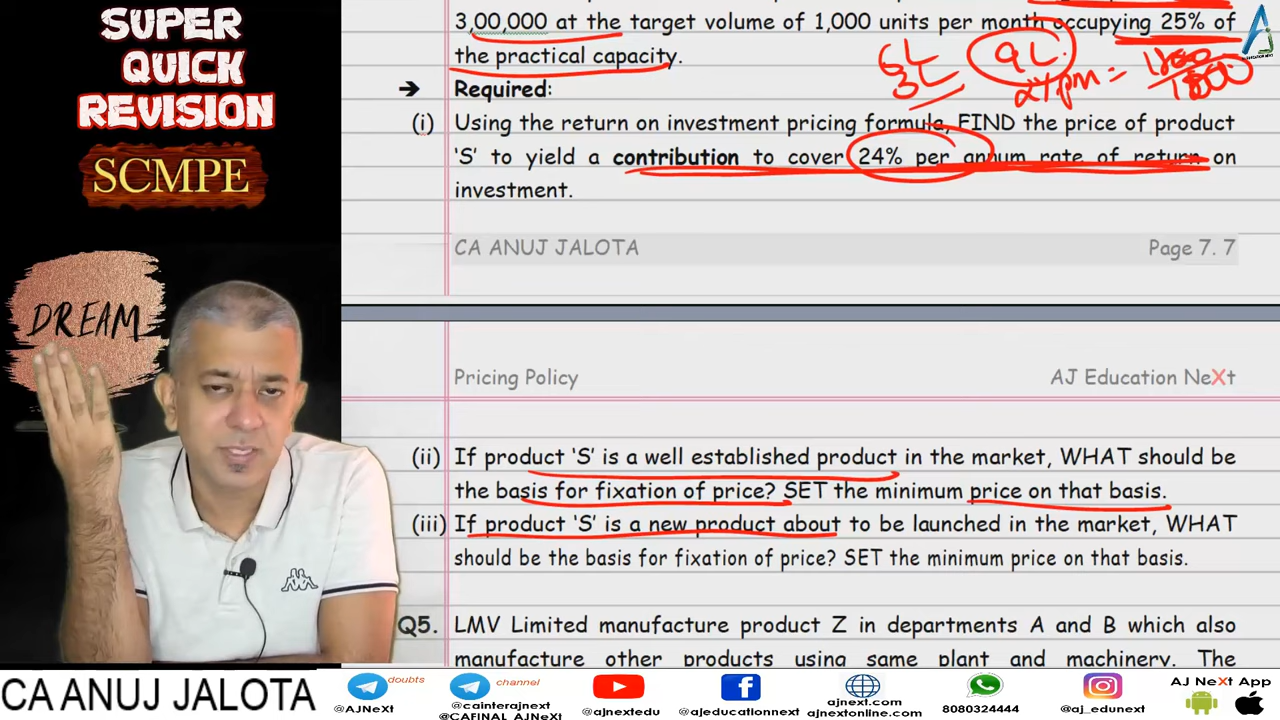 SUPER
QUICK
REVISION
SCMPE
DREAM
3,00,000 at the target volume of 1,000 units per month occupying 25% of
the practical capacity.
6L
3L
9L
2% pm =
➔ Required:
(i) Using the return on investment pricing formula, FIND the price of product
'S' to yield a contribution to cover 24% per annum rate of return on
investment.
CA ANUJ JALOTA Page 7. 7
Pricing Policy AJ Education NeXt
(ii) If product 'S' is a well established product in the market, WHAT should be
the basis for fixation of price? SET the minimum price on that basis.
(iii) If product 'S' is a new product about to be launched in the market, WHAT
should be the basis for fixation of price? SET the minimum price on that basis.
Q5. LMV Limited manufacture product Z in departments A and B which also
manufacture other products using same plant and machinery. The
CA ANUJ JALOTA
doubts
@AJNeXt
channel
@cainterajnext
@CAFINAL_AJNeXt
@ajnextedu
@ajeducationnext
ajnext.com
ajnextonline.com
8080324444
@aj_edunext
AJ NeXt App